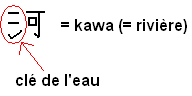 河 = kawa (= rivière)
clé de l'eau